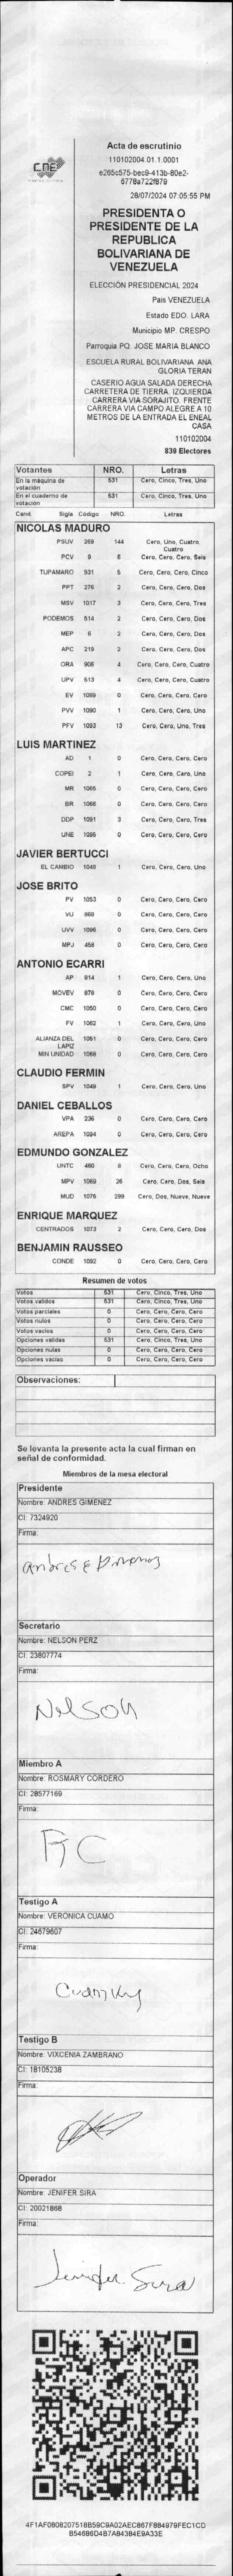 CNE
Acta de escrutinio
110102004.01.1.0001
e265c575-bec9-413b-80e2-
6778a722f879
28/07/2024 07:05:55 PM
PRESIDENTA O
PRESIDENTE DE LA
REPUBLICA
BOLIVARIANA DE
VENEZUELA
ELECCIÓN PRESIDENCIAL 2024
Pais VENEZUELA
Estado EDO. LARA
Municipio MP. CRESPO
Parroquia PQ. JOSE MARIA BLANCO
ESCUELA RURAL BOLIVARIANA ANA
GLORIA TERAN
CASERIO AGUA SALADA DERECHA
CARRETERA DE TIERRA. IZQUIERDA
CARRERA VIA SORAJITO. FRENTE
CARRERA VIA CAMPO ALEGRE A 10
METROS DE LA ENTRADA EL ENEAL
CASA
110102004
839 Electores
Votantes NRO. Letras
En la máquina de votación 531 Cero, Cinco, Tres, Uno
En el cuaderno de votación 531 Cero, Cinco, Tres, Uno
Cand. Sigla Código NRO. Letras
NICOLAS MADURO
PSUV 269 144 Cero, Uno, Cuatro, Cuatro
PCV 9 6 Cero, Cero, Cero, Seis
TUPAMARO 931 5 Cero, Cero, Cero, Cinco
PPT 276 2 Cero, Cero, Cero, Dos
MSV 1017 3 Cero, Cero, Cero, Tres
PODEMOS 514 2 Cero, Cero, Cero, Dos
MEP 6 2 Cero, Cero, Cero, Dos
APC 219 2 Cero, Cero, Cero, Dos
ORA 906 4 Cero, Cero, Cero, Cuatro
UPV 513 4 Cero, Cero, Cero, Cuatro
EV 1089 0 Cero, Cero, Cero, Cero
PVV 1090 1 Cero, Cero, Cero, Uno
PFV 1093 13 Cero, Cero, Uno, Tres
LUIS MARTINEZ
AD 1 0 Cero, Cero, Cero, Cero
COPEI 2 1 Cero, Cero, Cero, Uno
MR 1065 0 Cero, Cero, Cero, Cero
BR 1066 0 Cero, Cero, Cero, Cero
DDP 1091 3 Cero, Cero, Cero, Tres
UNE 1095 0 Cero, Cero, Cero, Cero
JAVIER BERTUCCI
EL CAMBIO 1048 1 Cero, Cero, Cero, Uno
JOSE BRITO
PV 1053 0 Cero, Cero, Cero, Cero
VU 869 0 Cero, Cero, Cero, Cero
UVV 1096 0 Cero, Cero, Cero, Cero
MPJ 458 0 Cero, Cero, Cero, Cero
ANTONIO ECARRI
AP 814 1 Cero, Cero, Cero, Uno
MOVEV 878 0 Cero, Cero, Cero, Cero
CMC 1050 0 Cero, Cero, Cero, Cero
FV 1062 1 Cero, Cero, Cero, Uno
ALIANZA DEL LAPIZ 1051 0 Cero, Cero, Cero, Cero
MIN UNIDAD 1068 0 Cero, Cero, Cero, Cero
CLAUDIO FERMIN
SPV 1049 1 Cero, Cero, Cero, Uno
DANIEL CEBALLOS
VPA 236 0 Cero, Cero, Cero, Cero
AREPA 1094 0 Cero, Cero, Cero, Cero
EDMUNDO GONZALEZ
UNTC 460 8 Cero, Cero, Cero, Ocho
MPV 1069 26 Cero, Cero, Dos, Seis
MUD 1076 299 Cero, Dos, Nueve, Nueve
ENRIQUE MARQUEZ
CENTRADOS 1073 2 Cero, Cero, Cero, Dos
BENJAMIN RAUSSEO
CONDE 1092 0 Cero, Cero, Cero, Cero
Resumen de votos
Votos 531 Cero, Cinco, Tres, Uno
Votos validos 531 Cero, Cinco, Tres, Uno
Votos parciales 0 Cero, Cero, Cero, Cero
Votos nulos 0 Cero, Cero, Cero, Cero
Votos vacios 0 Cero, Cero, Cero, Cero
Opciones validas 531 Cero, Cinco, Tres, Uno
Opciones nulas 0 Cero, Cero, Cero, Cero
Opciones vacias 0 Cero, Cero, Cero, Cero
Observaciones:
Se levanta la presente acta la cual firman en
señal de conformidad.
Miembros de la mesa electoral
Presidente
Nombre: ANDRES GIMENEZ
CI: 7324920
Firma:
Secretario
Nombre: NELSON PERZ
CI: 23807774
Firma:
Nelson
Miembro A
Nombre: ROSMARY CORDERO
CI: 28577169
Firma:
RC
Testigo A
Nombre: VERONICA CUAMO
CI: 24679607
Firma:
Testigo B
Nombre: VIXCENIA ZAMBRANO
CI: 18105238
Firma:
Operador
Nombre: JENIFER SIRA
CI: 20021868
Firma:
Jenifer Sira
4F1AF0B08207518B59C9A02AEC867F884979FEC1CD
B546B6D4B7A84384E9A33E